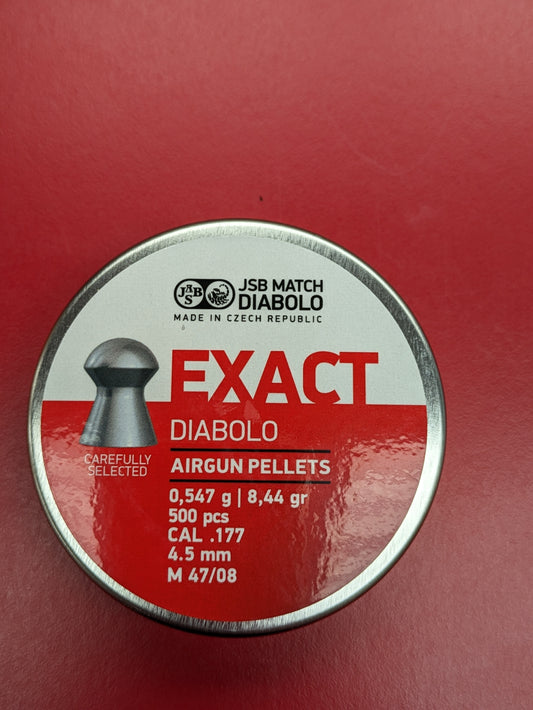 JSB JSB MATCH
DIABOLO
MADE IN CZECH REPUBLIC
EXACT
DIABOLO
CAREFULLY
SELECTED
AIRGUN PELLETS
0,547 g | 8,44 gr
500 pcs
CAL .177
4.5 mm
M 47/08